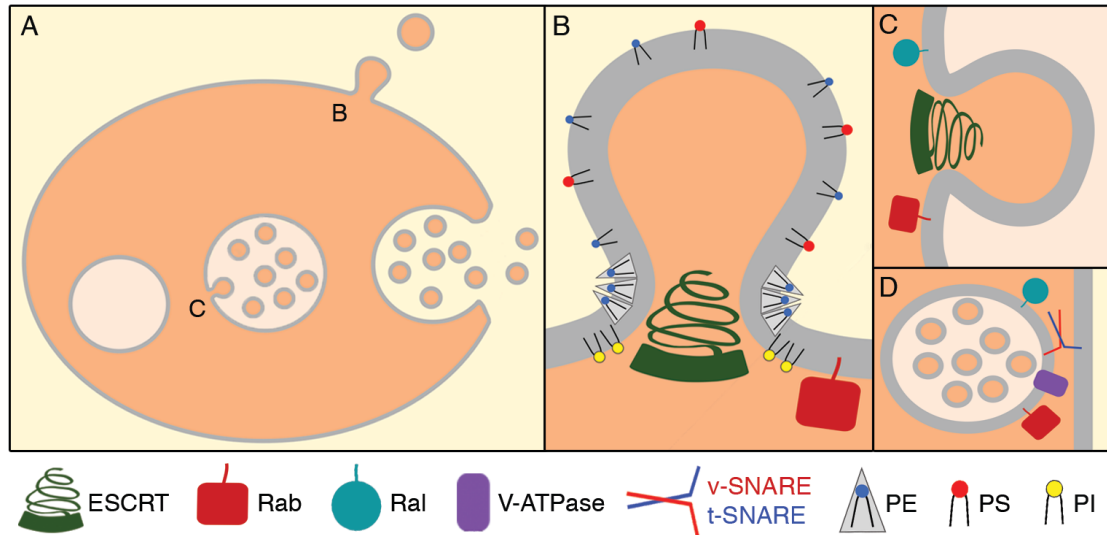 A
B
C
B
C
D
ESCRT
Rab
Ral
V-ATPase
v-SNARE
t-SNARE
PE
PS
PI